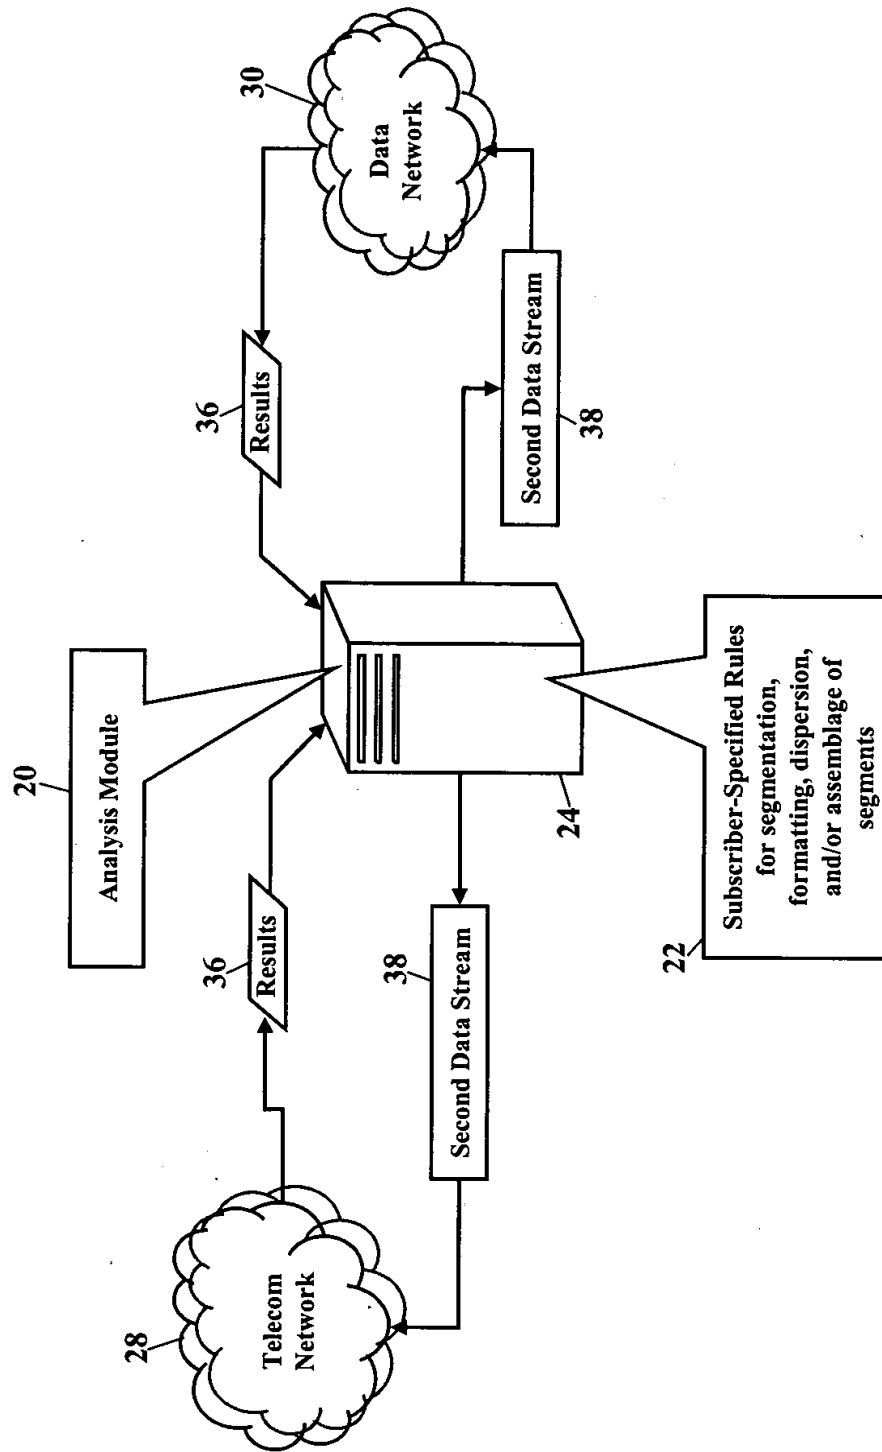 20
Analysis Module
28
Telecom
Network
36
Results
36
Results
30
Data
Network
38
Second Data Stream
24
Second Data Stream
38
22
Subscriber-Specified Rules
for segmentation,
formatting, dispersion,
and/or assemblage of
segments